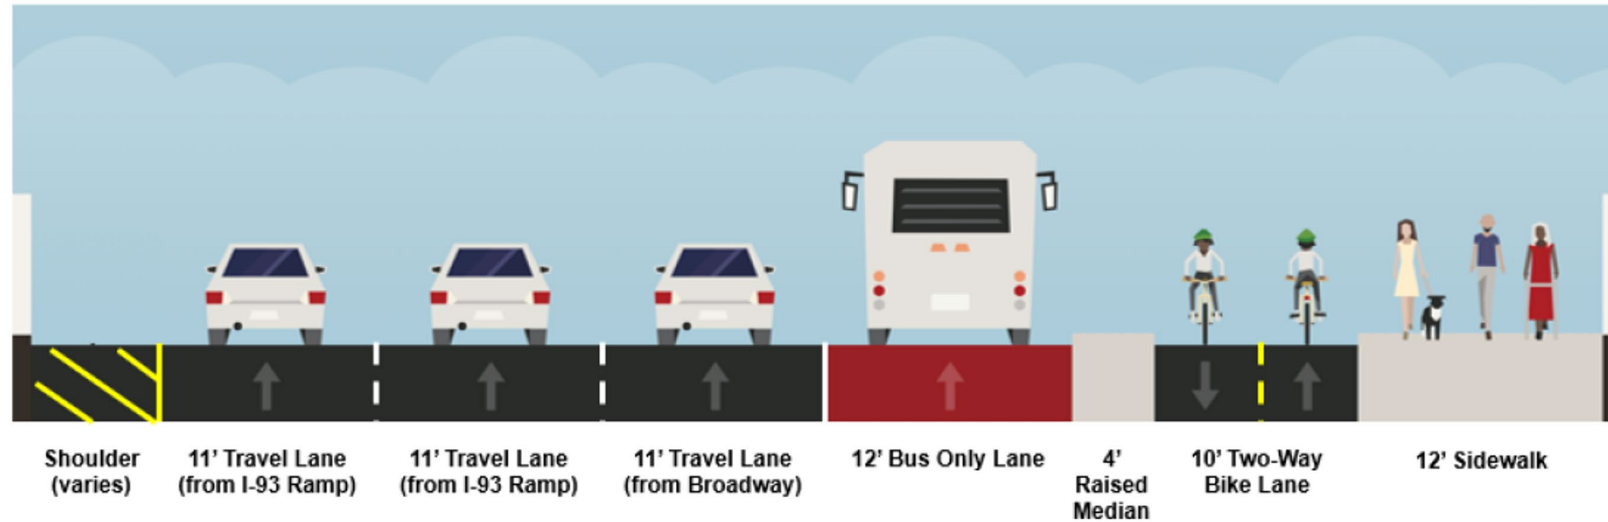 Shoulder
(varies)
11’ Travel Lane
(from I-93 Ramp)
11’ Travel Lane
(from I-93 Ramp)
11’ Travel Lane
(from Broadway)
12’ Bus Only Lane
4’
Raised
Median
10’ Two-Way
Bike Lane
12’ Sidewalk